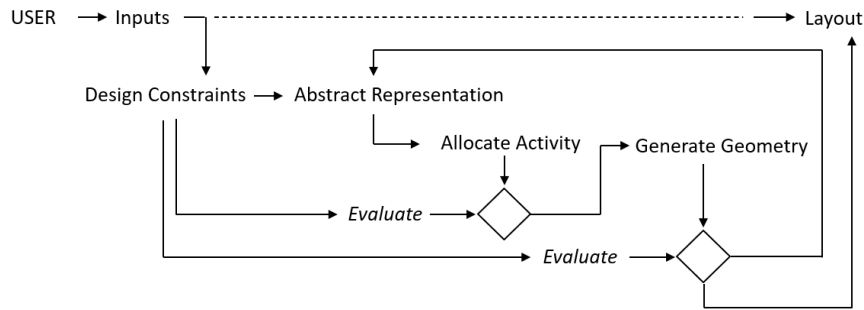 USER Inputs Layout
Design Constraints Abstract Representation
Allocate Activity Generate Geometry
Evaluate
Evaluate